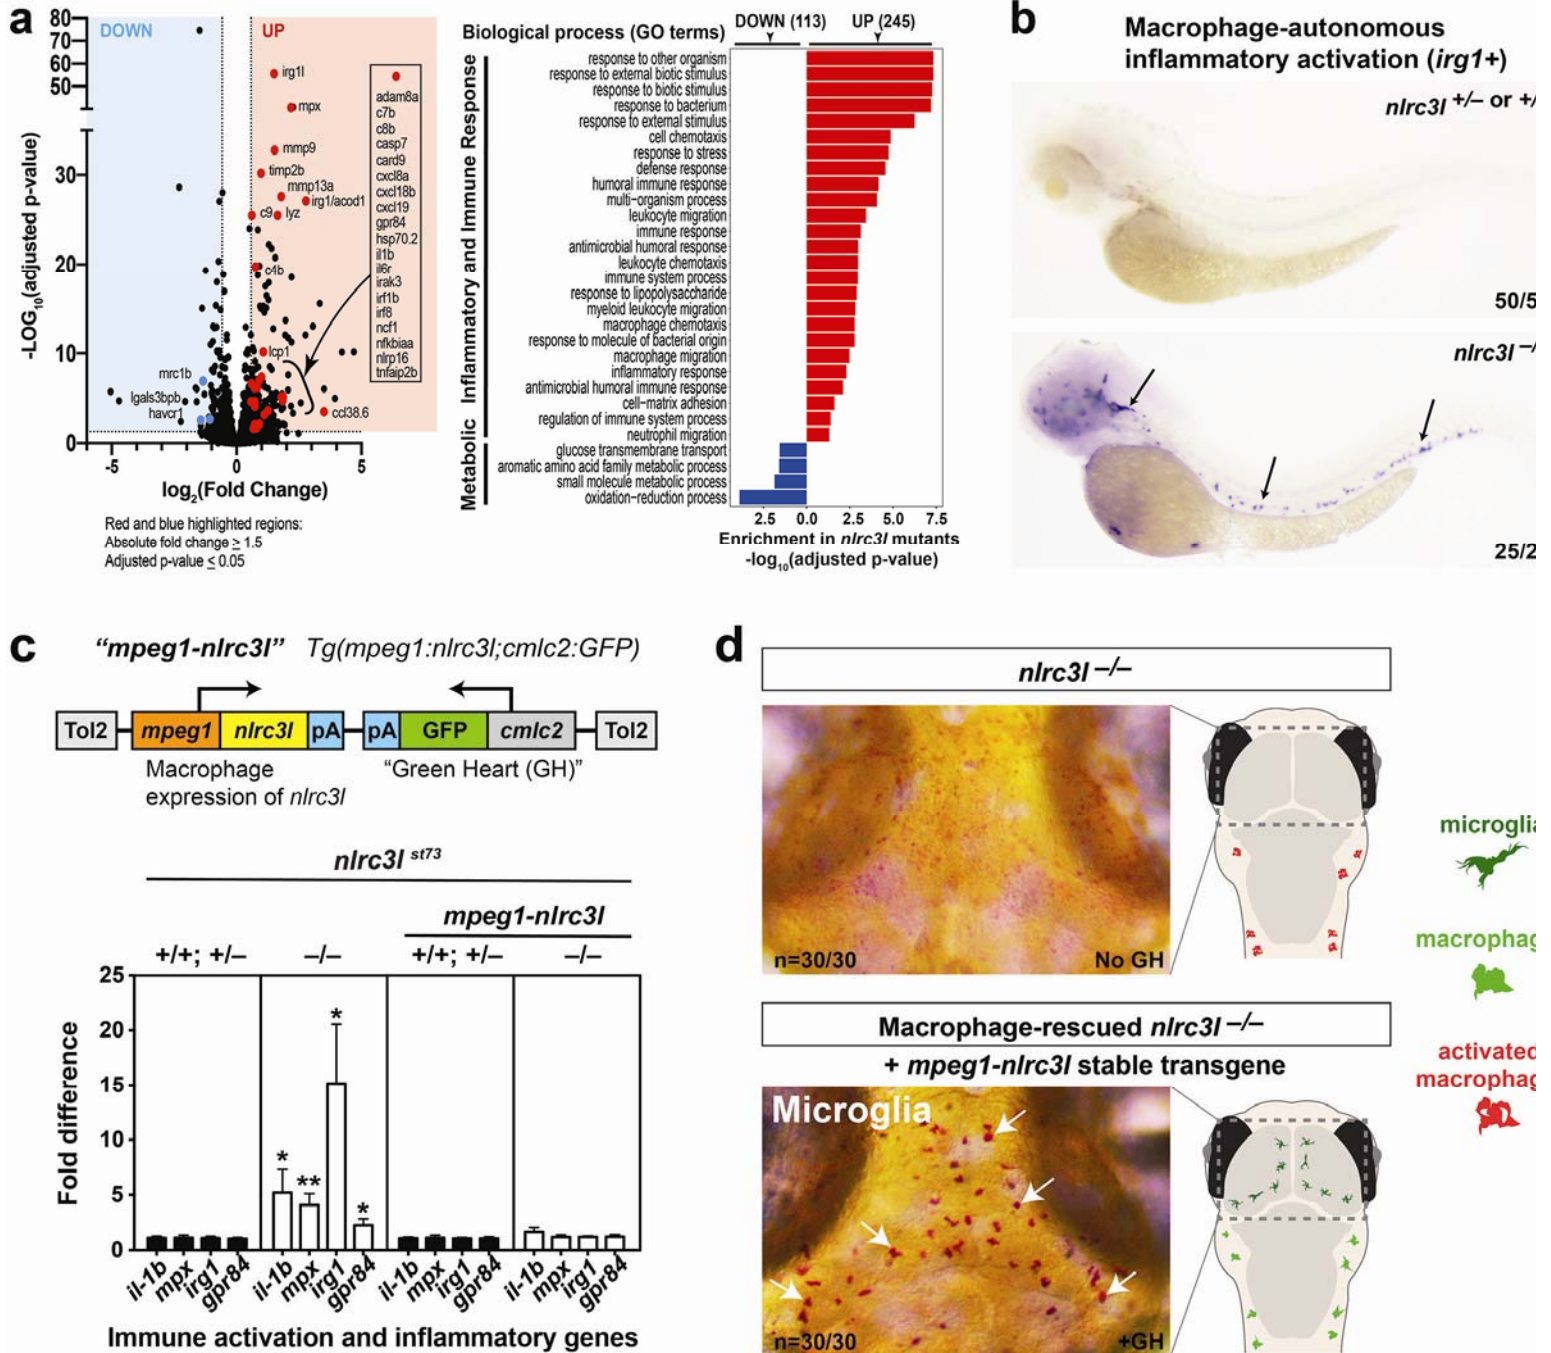 a
DOWN
UP
80
70
60
50
30
20
10
0
-LOG10(adjusted p-value)
-5
0
5
log2(Fold Change)
irg1l
mpx
mmp9
timp2b
mmp13a
irg1/acod1
c9
lyz
c4b
lcp1
mrc1b
lgals3bpb
havcr1
ccl38.6
adam8a
c7b
c8b
casp7
card9
cxcl8a
cxcl18b
cxcl19
gpr84
hsp70.2
il1b
il6r
irak3
irf1b
irf8
ncf1
nfkbiaa
nlrp16
tnfaip2b
Red and blue highlighted regions:
Absolute fold change ≥ 1.5
Adjusted p-value ≤ 0.05
Biological process (GO terms)
DOWN (113)
UP (245)
Inflammatory and Immune Response
Metabolic
response to other organism
response to external biotic stimulus
response to biotic stimulus
response to bacterium
response to external stimulus
cell chemotaxis
response to stress
defense response
humoral immune response
multi-organism process
leukocyte migration
immune response
antimicrobial humoral response
leukocyte chemotaxis
immune system process
response to lipopolysaccharide
myeloid leukocyte migration
macrophage chemotaxis
response to molecule of bacterial origin
macrophage migration
inflammatory response
antimicrobial humoral immune response
cell-matrix adhesion
regulation of immune system process
neutrophil migration
glucose transmembrane transport
aromatic amino acid family metabolic process
small molecule metabolic process
oxidation-reduction process
2.5 0.0 2.5 5.0 7.5
Enrichment in nlrc3l mutants
-log10(adjusted p-value)
b
Macrophage-autonomous
inflammatory activation (irg1+)
nlrc3l +/– or +/
50/5
nlrc3l –/
25/2
c
“mpeg1-nlrc3l” Tg(mpeg1:nlrc3l;cmlc2:GFP)
Tol2 mpeg1 nlrc3l pA pA GFP cmlc2 Tol2
Macrophage
expression of nlrc3l
“Green Heart (GH)”
nlrc3l st73
mpeg1-nlrc3l
+/+; +/– –/– +/+; +/– –/–
Fold difference
25
20
15
10
5
0
* ** * *
il-1b mpx irg1 gpr84 il-1b mpx irg1 gpr84 il-1b mpx irg1 gpr84 il-1b mpx irg1 gpr84
Immune activation and inflammatory genes
d
nlrc3l –/–
n=30/30 No GH
Macrophage-rescued nlrc3l –/–
+ mpeg1-nlrc3l stable transgene
Microglia
n=30/30 +GH
microglia
macrophag
activated
macrophag